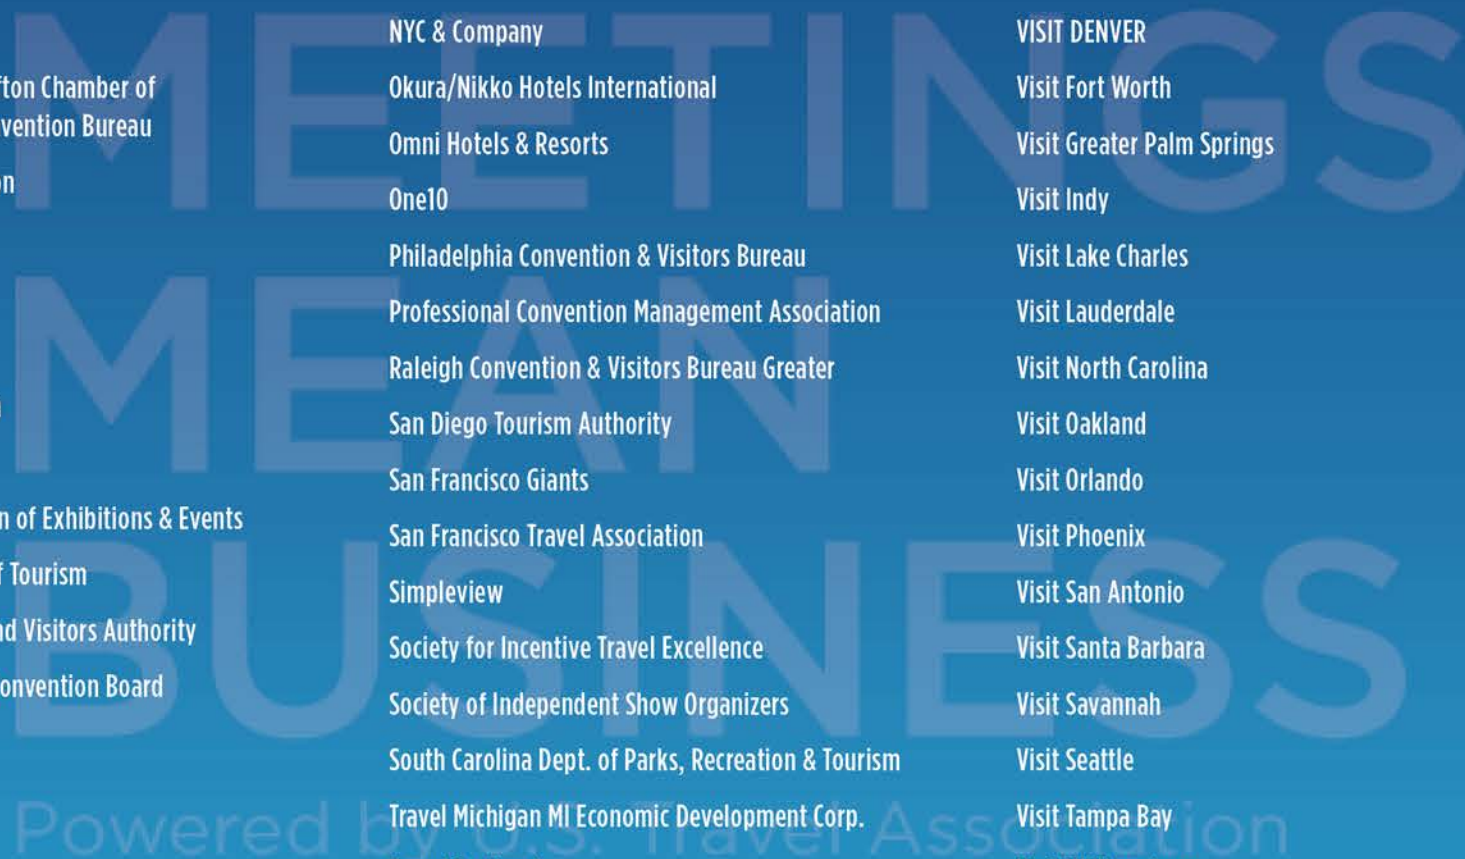 MEETINGS
MEAN
BUSINESS
Powered by U.S. Travel Association
Chamber of
Bureau
of Exhibitions & Events
Tourism
Visitors Authority
Board
NYC & Company
Okura/Nikko Hotels International
Omni Hotels & Resorts
One10
Philadelphia Convention & Visitors Bureau
Professional Convention Management Association
Raleigh Convention & Visitors Bureau Greater
San Diego Tourism Authority
San Francisco Giants
San Francisco Travel Association
Simpleview
Society for Incentive Travel Excellence
Society of Independent Show Organizers
South Carolina Dept. of Parks, Recreation & Tourism
Travel Michigan MI Economic Development Corp.
VISIT DENVER
Visit Fort Worth
Visit Greater Palm Springs
Visit Indy
Visit Lake Charles
Visit Lauderdale
Visit North Carolina
Visit Oakland
Visit Orlando
Visit Phoenix
Visit San Antonio
Visit Santa Barbara
Visit Savannah
Visit Seattle
Visit Tampa Bay